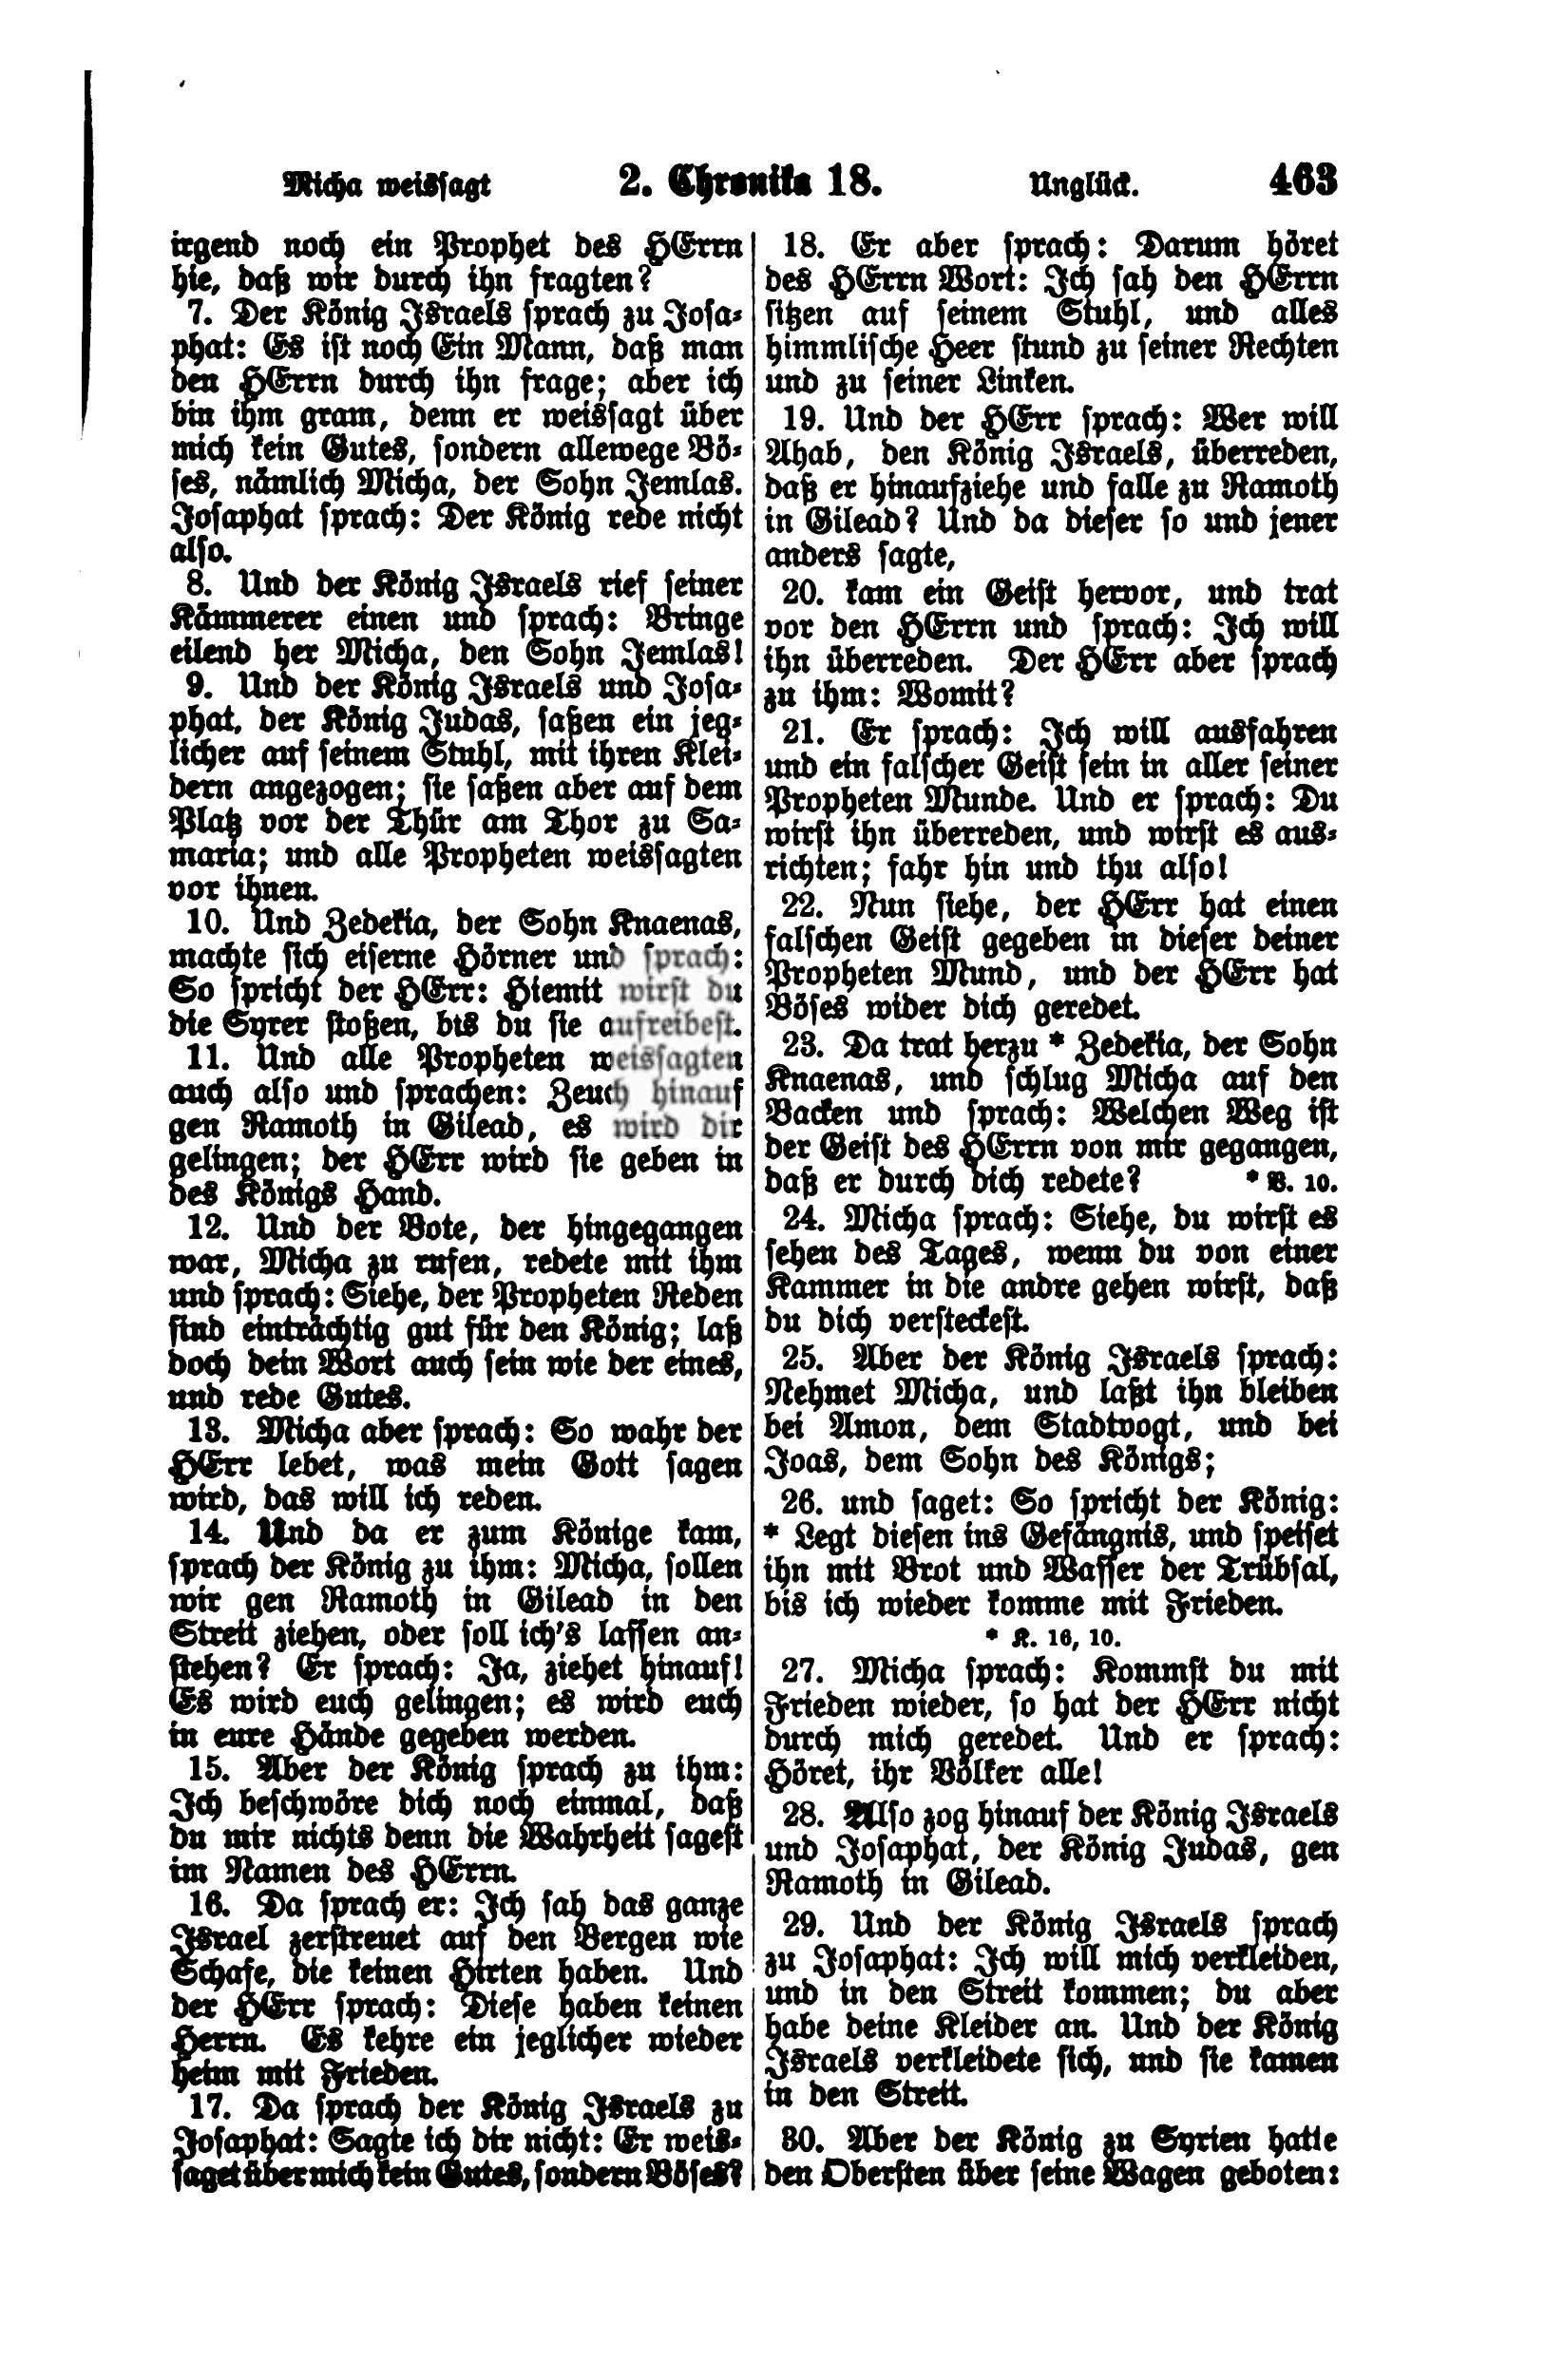 Micha weissagt 2. Chronika 18. Unglück. 463
irgend noch ein Prophet des HErrn
hie, daß wir durch ihn fragten?
7. Der König Israels sprach zu Josa-
phat: Es ist noch Ein Mann, daß man
den HErrn durch ihn frage; aber ich
bin ihm gram, denn er weissagt über
mich kein Gutes, sondern allewege Bö-
ses, nämlich Micha, der Sohn Jemlas.
Josaphat sprach: Der König rede nicht
also.
8. Und der König Israels rief seiner
Kämmerer einen und sprach: Bringe
eilend her Micha, den Sohn Jemlas!
9. Und der König Israels und Josa-
phat, der König Judas, saßen ein jeg-
licher auf seinem Stuhl, mit ihren Klei-
dern angezogen; sie saßen aber auf dem
Platz vor der Thür am Thor zu Sa-
maria; und alle Propheten weissagten
vor ihnen.
10. Und Zedekia, der Sohn Knaenas,
machte sich eiserne Hörner und sprach:
So spricht der HErr: Hiemit wirst du
die Syrer stoßen, bis du sie aufreibest.
11. Und alle Propheten weissagten
auch also und sprachen: Zeuch hinauf
gen Ramoth in Gilead, es wird dir
gelingen; der HErr wird sie geben in
des Königs Hand.
12. Und der Bote, der hingegangen
war, Micha zu rufen, redete mit ihm
und sprach: Siehe, der Propheten Reden
sind einträchtig gut für den König; laß
doch dein Wort auch sein wie der eines,
und rede Gutes.
13. Micha aber sprach: So wahr der
HErr lebet, was mein Gott sagen
wird, das will ich reden.
14. Und da er zum Könige kam,
sprach der König zu ihm: Micha, sollen
wir gen Ramoth in Gilead in den
Streit ziehen, oder soll ich's lassen an-
stehen? Er sprach: Ja, ziehet hinauf!
Es wird euch gelingen; es wird euch
in eure Hände gegeben werden.
15. Aber der König sprach zu ihm:
Ich beschwöre dich noch einmal, daß
du mir nichts denn die Wahrheit sagest
im Namen des HErrn.
16. Da sprach er: Ich sah das ganze
Israel zerstreuet auf den Bergen wie
Schafe, die keinen Hirten haben. Und
der HErr sprach: Diese haben keinen
Herrn. Es kehre ein jeglicher wieder
heim mit Frieden.
17. Da sprach der König Israels zu
Josaphat: Sagte ich dir nicht: Er weis-
saget über mich kein Gutes, sondern Böses?
18. Er aber sprach: Darum höret
des HErrn Wort: Ich sah den HErrn
sitzen auf seinem Stuhl, und alles
himmlische Heer stund zu seiner Rechten
und zu seiner Linken.
19. Und der HErr sprach: Wer will
Ahab, den König Israels, überreden,
daß er hinaufziehe und falle zu Ramoth
in Gilead? Und da dieser so und jener
anders sagte,
20. kam ein Geist hervor, und trat
vor den HErrn und sprach: Ich will
ihn überreden. Der HErr aber sprach
zu ihm: Womit?
21. Er sprach: Ich will ausfahren
und ein falscher Geist sein in aller seiner
Propheten Munde. Und er sprach: Du
wirst ihn überreden, und wirst es aus-
richten; fahr hin und thu also!
22. Nun siehe, der HErr hat einen
falschen Geist gegeben in dieser deiner
Propheten Mund, und der HErr hat
Böses wider dich geredet.
23. Da trat herzu * Zedekia, der Sohn
Knaenas, und schlug Micha auf den
Backen und sprach: Welchen Weg ist
der Geist des HErrn von mir gegangen,
daß er durch dich redete? * V. 10.
24. Micha sprach: Siehe, du wirst es
sehen des Tages, wenn du von einer
Kammer in die andre gehen wirst, daß
du dich versteckest.
25. Aber der König Israels sprach:
Nehmet Micha, und laßt ihn bleiben
bei Amon, dem Stadtvogt, und bei
Joas, dem Sohn des Königs;
26. und saget: So spricht der König:
* Legt diesen ins Gefängnis, und speiset
ihn mit Brot und Wasser der Trübsal,
bis ich wieder komme mit Frieden.
* K. 16, 10.
27. Micha sprach: Kommst du mit
Frieden wieder, so hat der HErr nicht
durch mich geredet. Und er sprach:
Höret, ihr Völker alle!
28. Also zog hinauf der König Israels
und Josaphat, der König Judas, gen
Ramoth in Gilead.
29. Und der König Israels sprach
zu Josaphat: Ich will mich verkleiden,
und in den Streit kommen; du aber
habe deine Kleider an. Und der König
Israels verkleidete sich, und sie kamen
in den Streit.
30. Aber der König zu Syrien hatte
den Obersten über seine Wagen geboten: